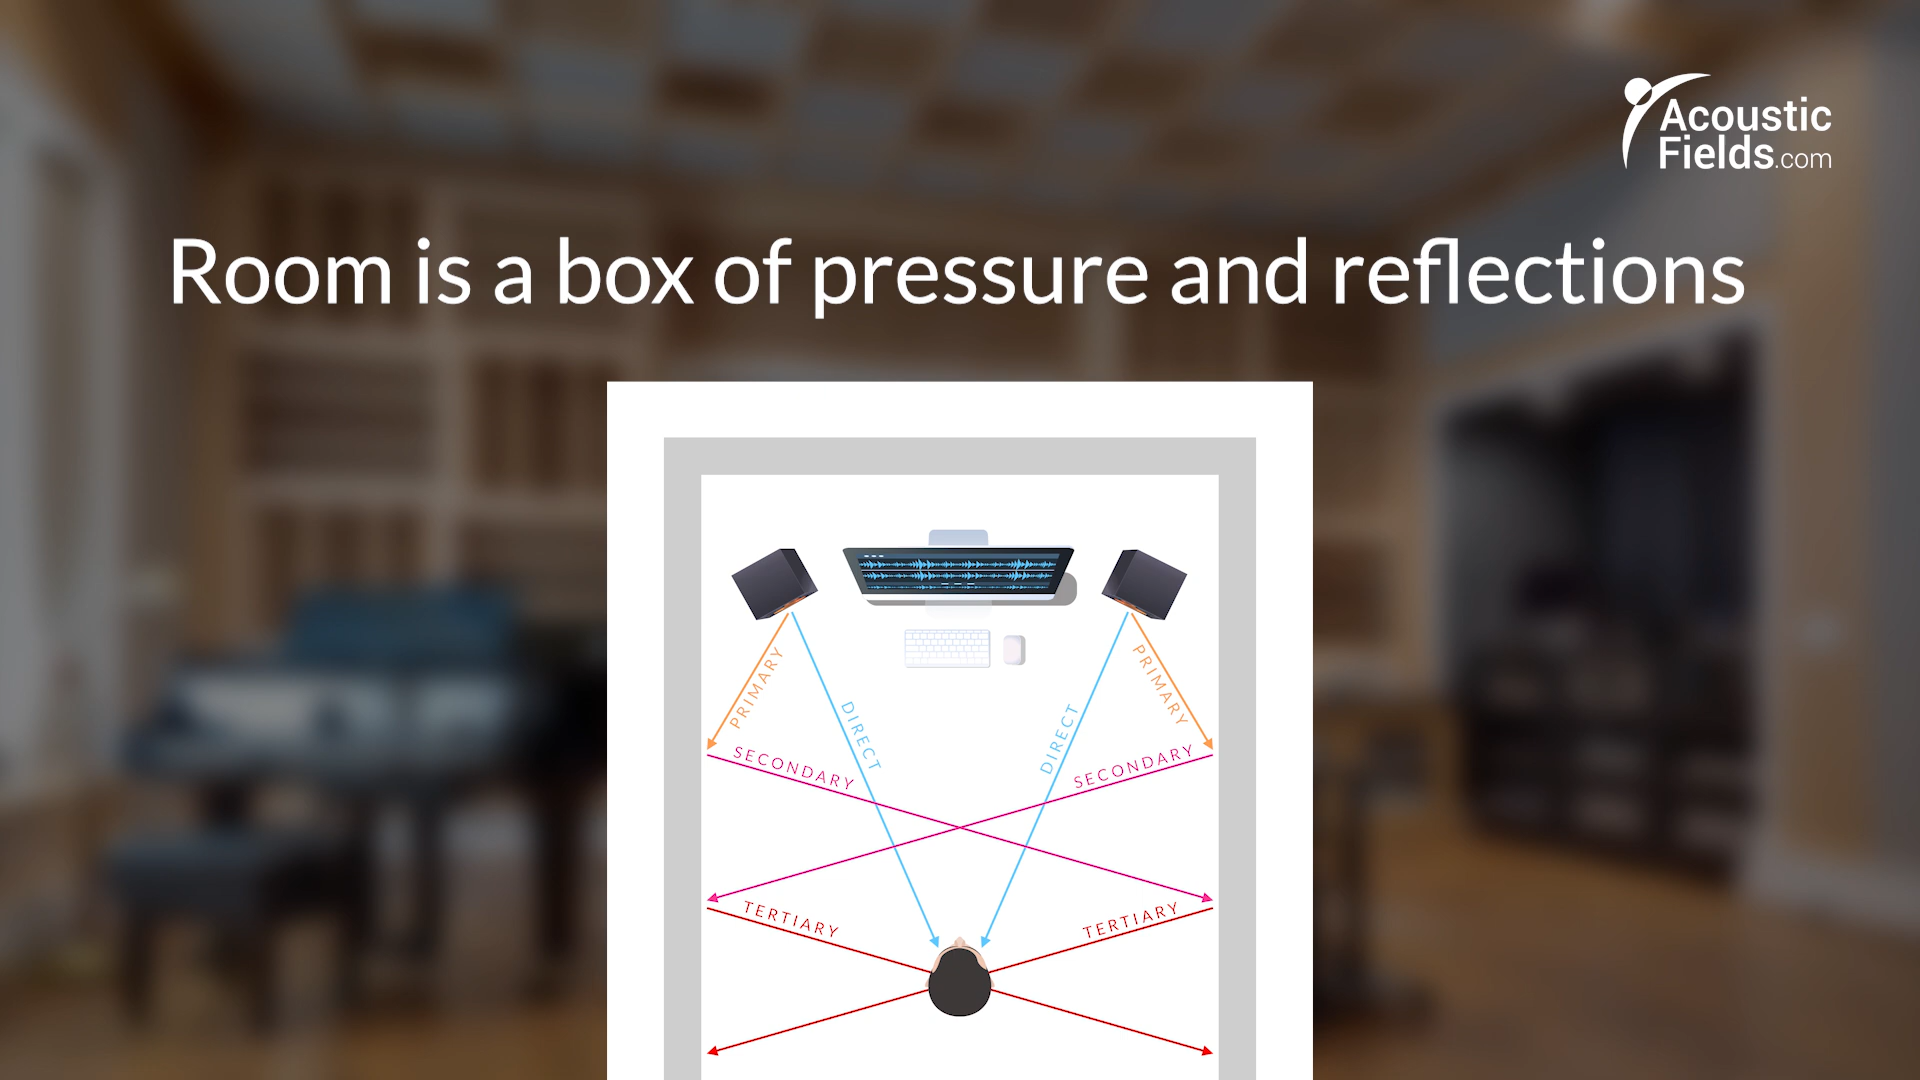 Acoustic
Fields.com
Room is a box of pressure and reflections
PRIMARY
PRIMARY
DIRECT
DIRECT
SECONDARY
SECONDARY
TERTIARY
TERTIARY